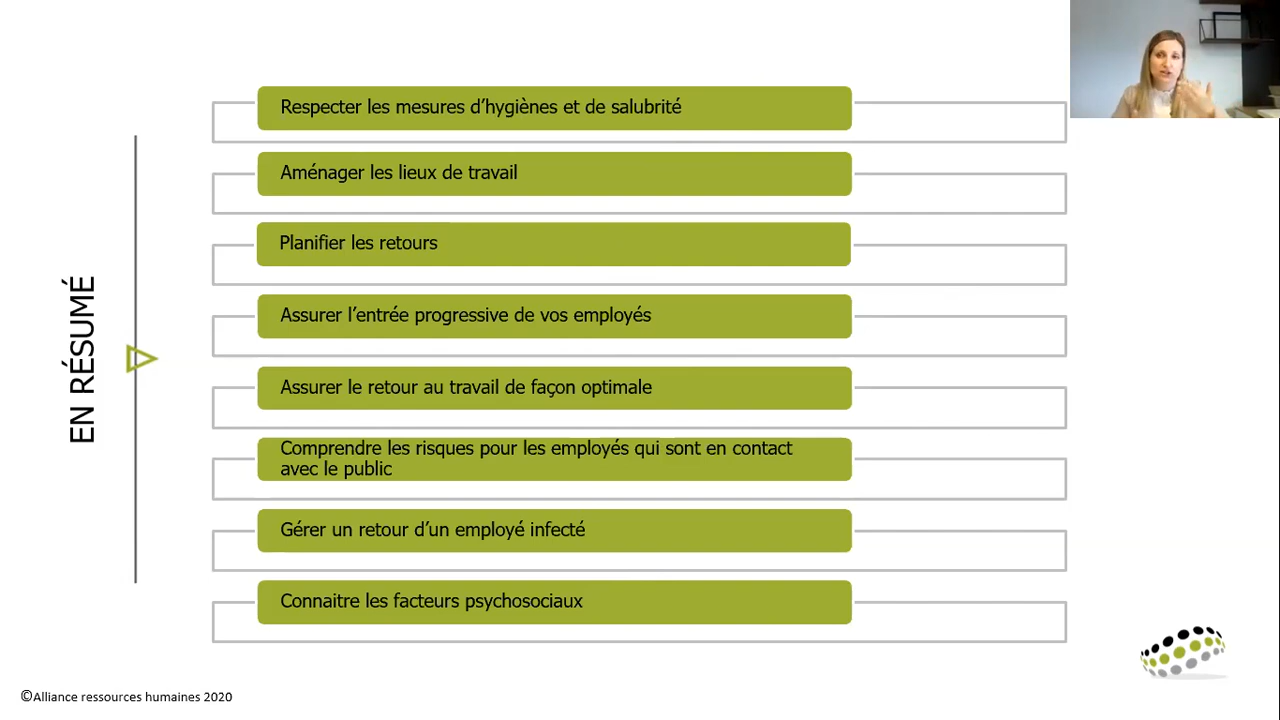 EN RÉSUMÉ
Respecter les mesures d’hygiènes et de salubrité
Aménager les lieux de travail
Planifier les retours
Assurer l’entrée progressive de vos employés
Assurer le retour au travail de façon optimale
Comprendre les risques pour les employés qui sont en contact
avec le public
Gérer un retour d’un employé infecté
Connaitre les facteurs psychosociaux
©Alliance ressources humaines 2020